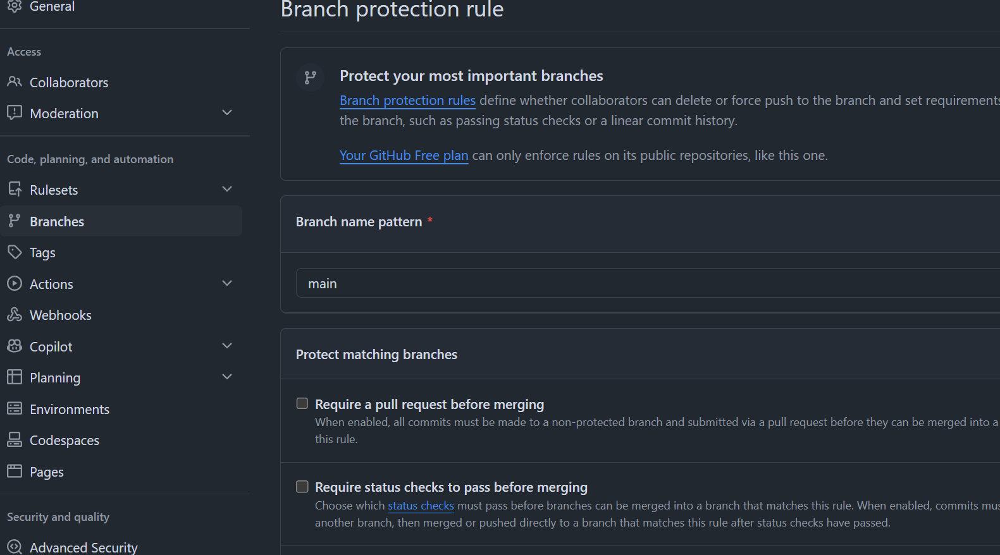 General
Access
Collaborators
Moderation
Code, planning, and automation
Rulesets
Branches
Tags
Actions
Webhooks
Copilot
Planning
Environments
Codespaces
Pages
Security and quality
Advanced Security
Branch protection rule
Protect your most important branches
Branch protection rules define whether collaborators can delete or force push to the branch and set requirements
the branch, such as passing status checks or a linear commit history.
Your GitHub Free plan can only enforce rules on its public repositories, like this one.
Branch name pattern *
main
Protect matching branches
Require a pull request before merging
When enabled, all commits must be made to a non-protected branch and submitted via a pull request before they can be merged into a
this rule.
Require status checks to pass before merging
Choose which status checks must pass before branches can be merged into a branch that matches this rule. When enabled, commits mus
another branch, then merged or pushed directly to a branch that matches this rule after status checks have passed.